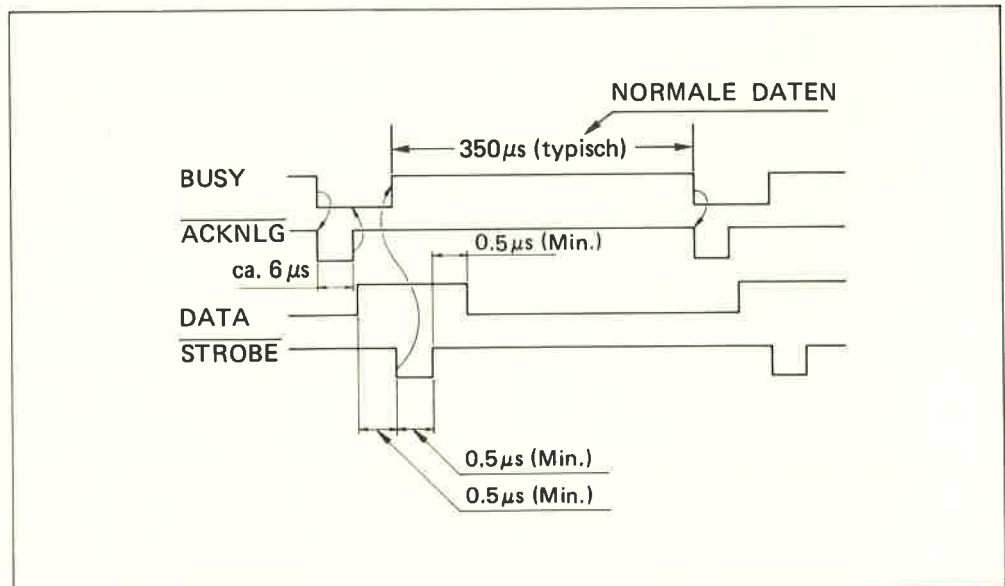 NORMALE DATEN
350µs (typisch)
BUSY
ACKNLG
0.5µs (Min.)
ca. 6 µs
DATA
STROBE
0.5µs (Min.)
0.5µs (Min.)